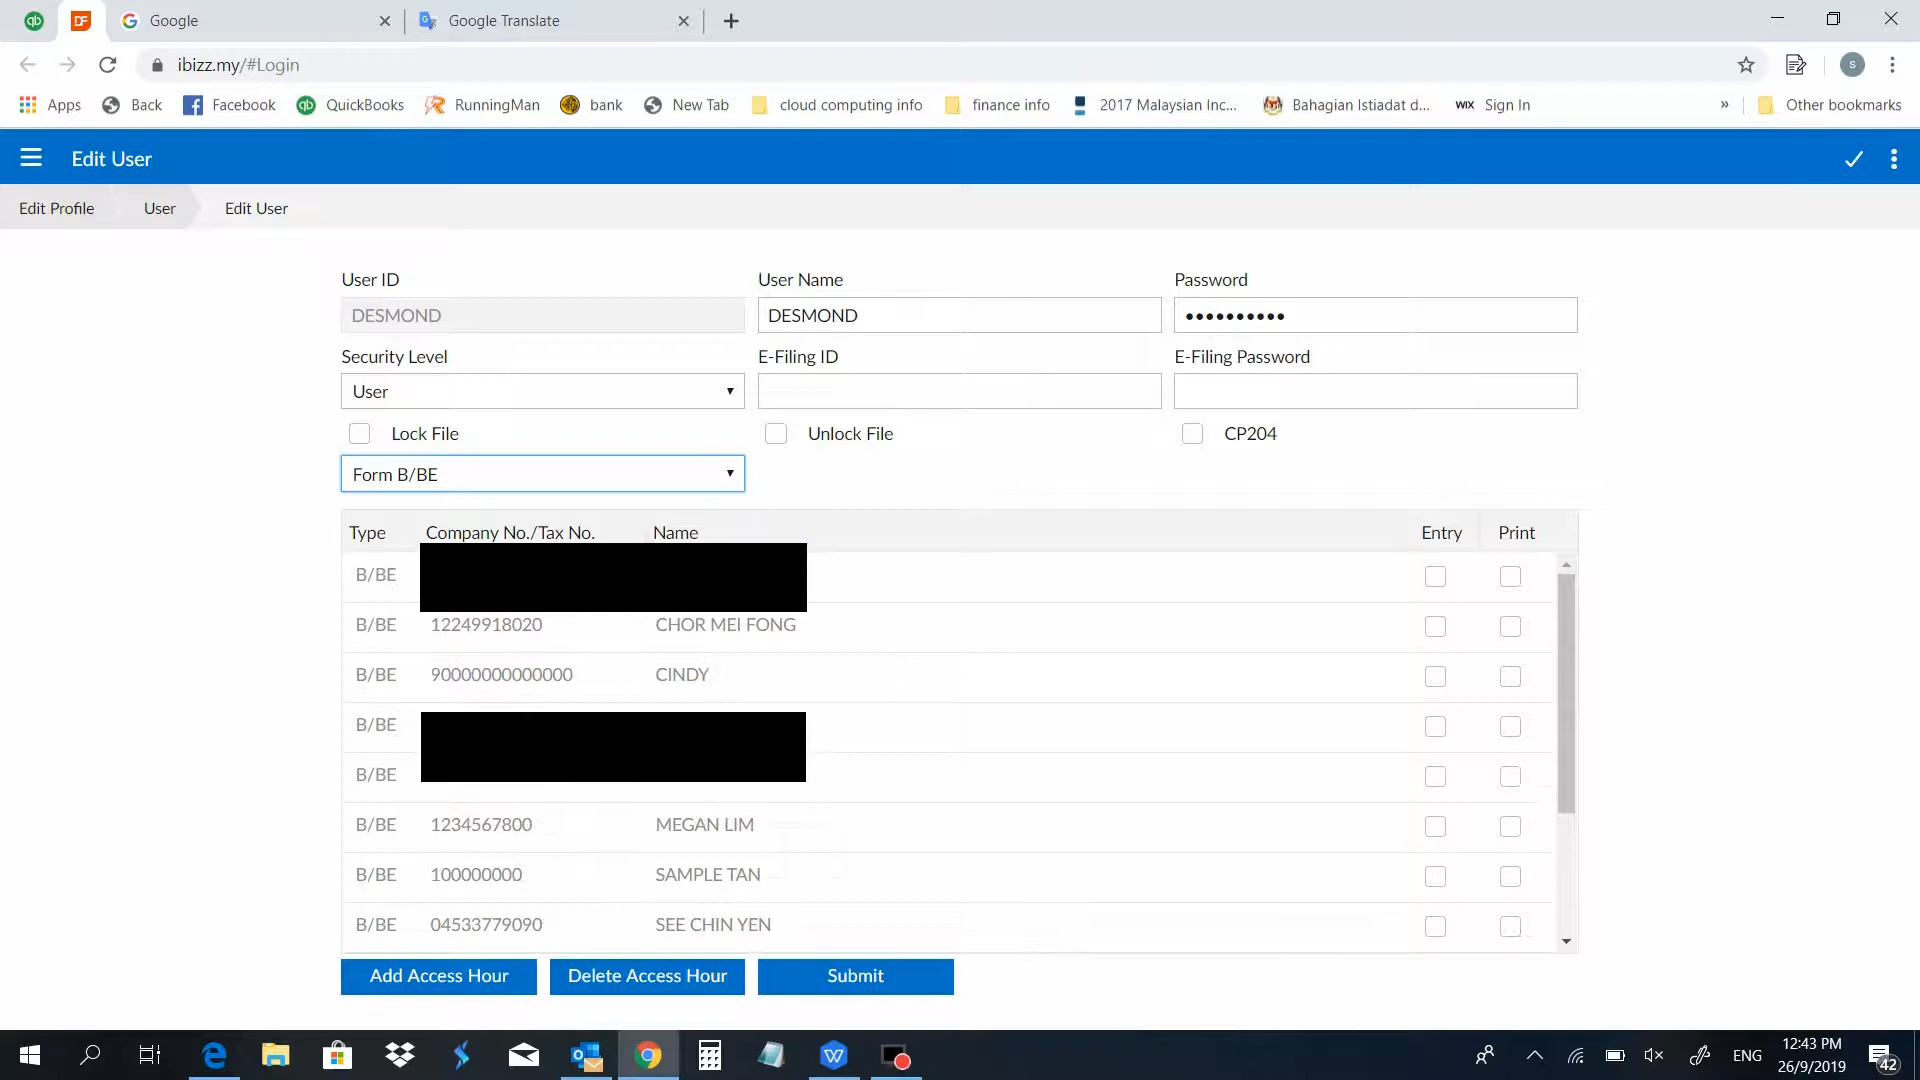 Google
Google Translate
ibizz.my/#Login
S
Apps Back Facebook QuickBooks RunningMan bank New Tab cloud computing info finance info 2017 Malaysian Inc... Bahagian Istiadat d... WIX Sign In » Other bookmarks
Edit User
Edit Profile User Edit User
User ID User Name Password
DESMOND DESMOND ••••••••••
Security Level E-Filing ID E-Filing Password
User
Lock File Unlock File CP204
Form B/BE
Type Company No./Tax No. Name Entry Print
B/BE
B/BE 12249918020 CHOR MEI FONG
B/BE 90000000000000 CINDY
B/BE
B/BE
B/BE 1234567800 MEGAN LIM
B/BE 100000000 SAMPLE TAN
B/BE 04533779090 SEE CHIN YEN
Add Access Hour Delete Access Hour Submit
ENG
12:43 PM
26/9/2019
42